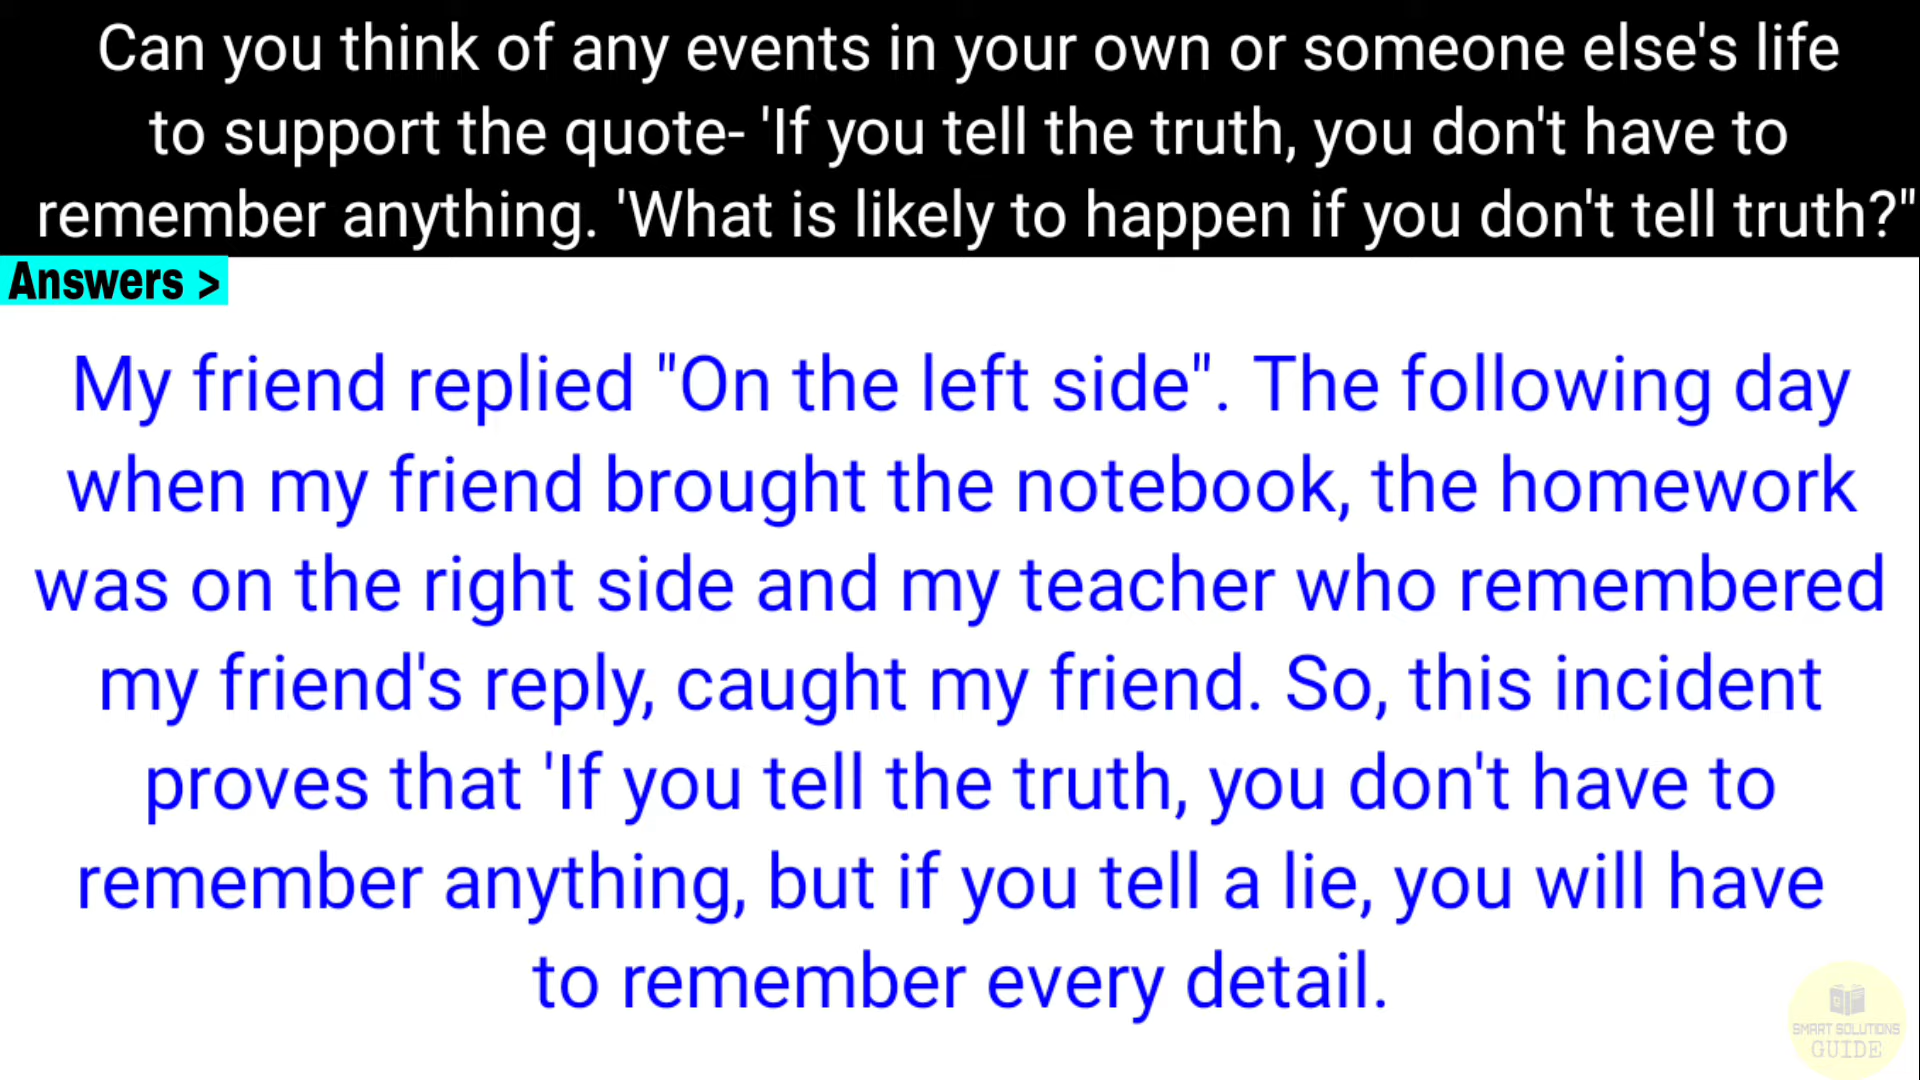 Can you think of any events in your own or someone else's life
to support the quote- 'If you tell the truth, you don't have to
remember anything. 'What is likely to happen if you don't tell truth?"
Answers >
My friend replied "On the left side". The following day
when my friend brought the notebook, the homework
was on the right side and my teacher who remembered
my friend's reply, caught my friend. So, this incident
proves that 'If you tell the truth, you don't have to
remember anything, but if you tell a lie, you will have
to remember every detail.
SMART SOLUTIONS
GUIDE